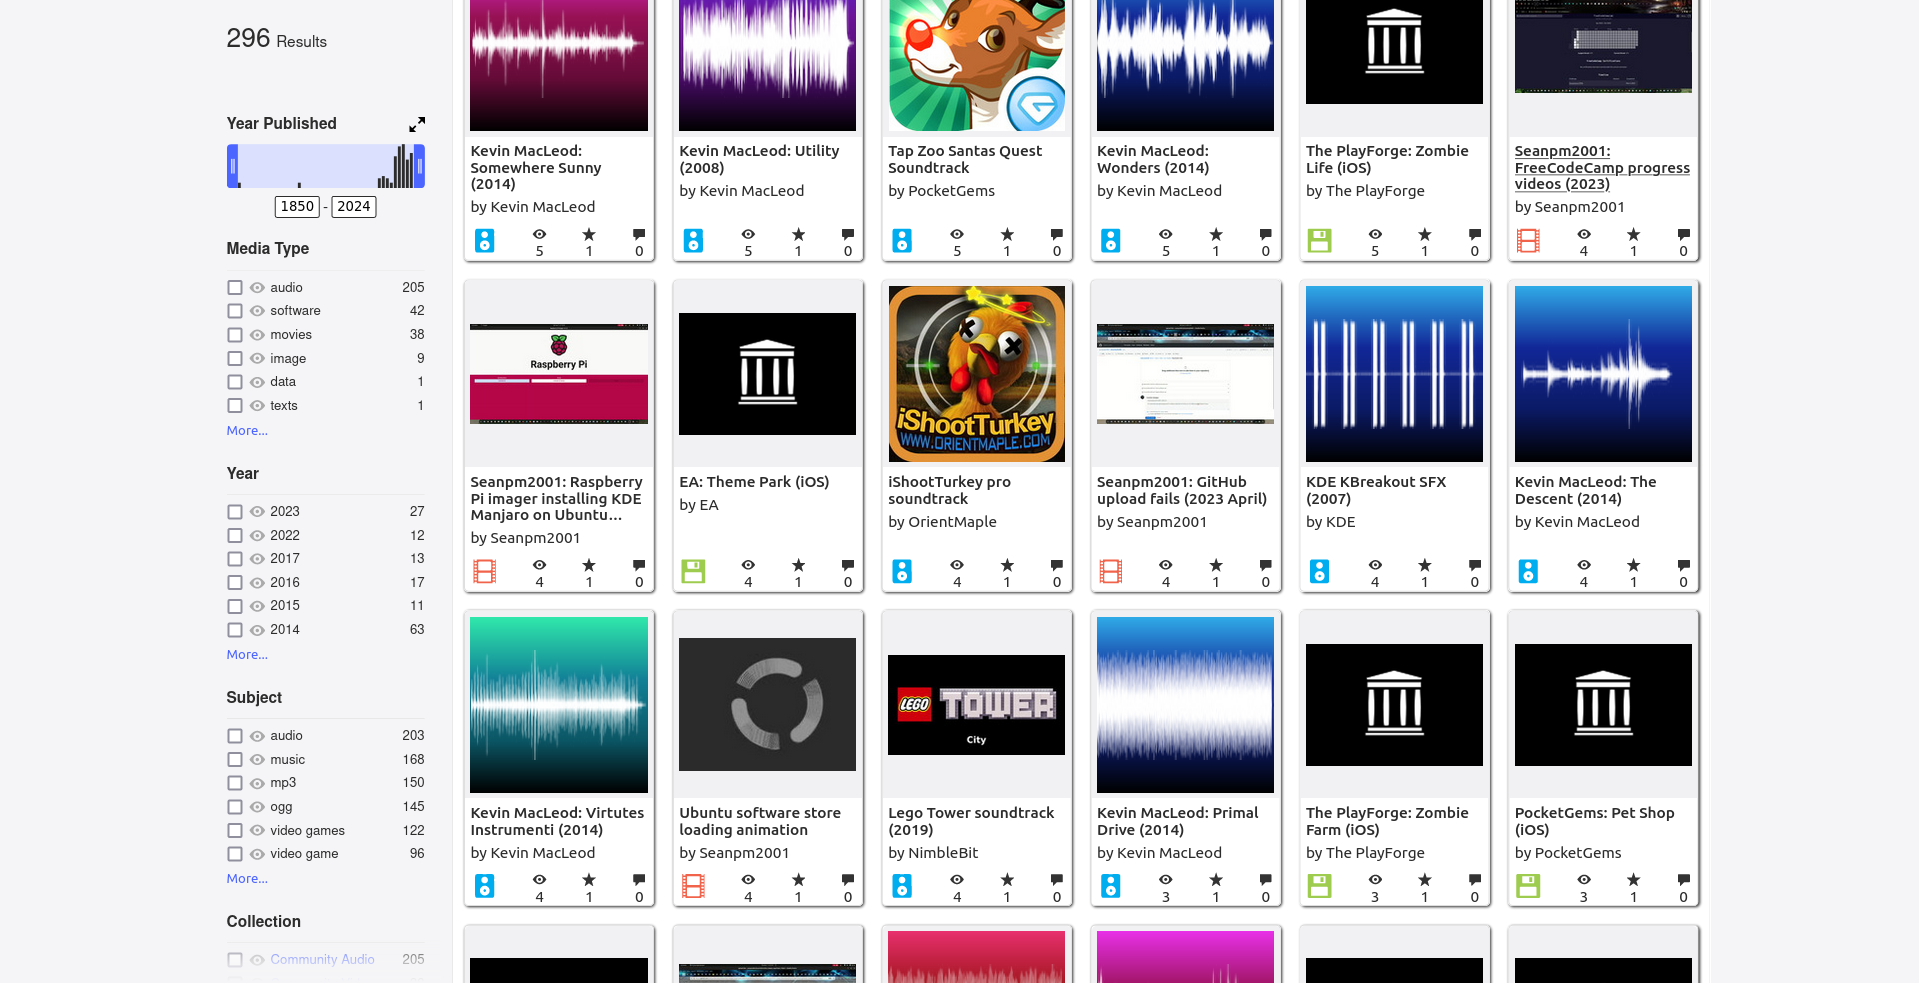 296 Results
Year Published
1850 - 2024
Media Type
audio 205
software 42
movies 38
image 9
data 1
texts 1
More...
Year
2023 27
2022 12
2017 13
2016 17
2015 11
2014 63
More...
Subject
audio 203
music 168
mp3 150
ogg 145
video games 122
video game 96
More...
Collection
Community Audio 205
Kevin MacLeod:
Somewhere Sunny
(2014)
by Kevin MacLeod
5 1 0
Kevin MacLeod: Utility
(2008)
by Kevin MacLeod
5 1 0
Tap Zoo Santas Quest
Soundtrack
by PocketGems
5 1 0
Kevin MacLeod:
Wonders (2014)
by Kevin MacLeod
5 1 0
The PlayForge: Zombie
Life (iOS)
by The PlayForge
5 1 0
Seanpm2001:
FreeCodeCamp progress
videos (2023)
by Seanpm2001
4 1 0
Raspberry Pi
Seanpm2001: Raspberry
Pi imager installing KDE
Manjaro on Ubuntu...
by Seanpm2001
4 1 0
EA: Theme Park (iOS)
by EA
4 1 0
iShootTurkey
WWW.ORIENTMAPLE.COM
iShootTurkey pro
soundtrack
by OrientMaple
4 1 0
Seanpm2001: GitHub
upload fails (2023 April)
by Seanpm2001
4 1 0
KDE KBreakout SFX
(2007)
by KDE
4 1 0
Kevin MacLeod: The
Descent (2014)
by Kevin MacLeod
4 1 0
Kevin MacLeod: Virtutes
Instrumenti (2014)
by Kevin MacLeod
4 1 0
Ubuntu software store
loading animation
by Seanpm2001
4 1 0
LEGO TOWER
City
Lego Tower soundtrack
(2019)
by NimbleBit
4 1 0
Kevin MacLeod: Primal
Drive (2014)
by Kevin MacLeod
3 1 0
The PlayForge: Zombie
Farm (iOS)
by The PlayForge
3 1 0
PocketGems: Pet Shop
(iOS)
by PocketGems
3 1 0